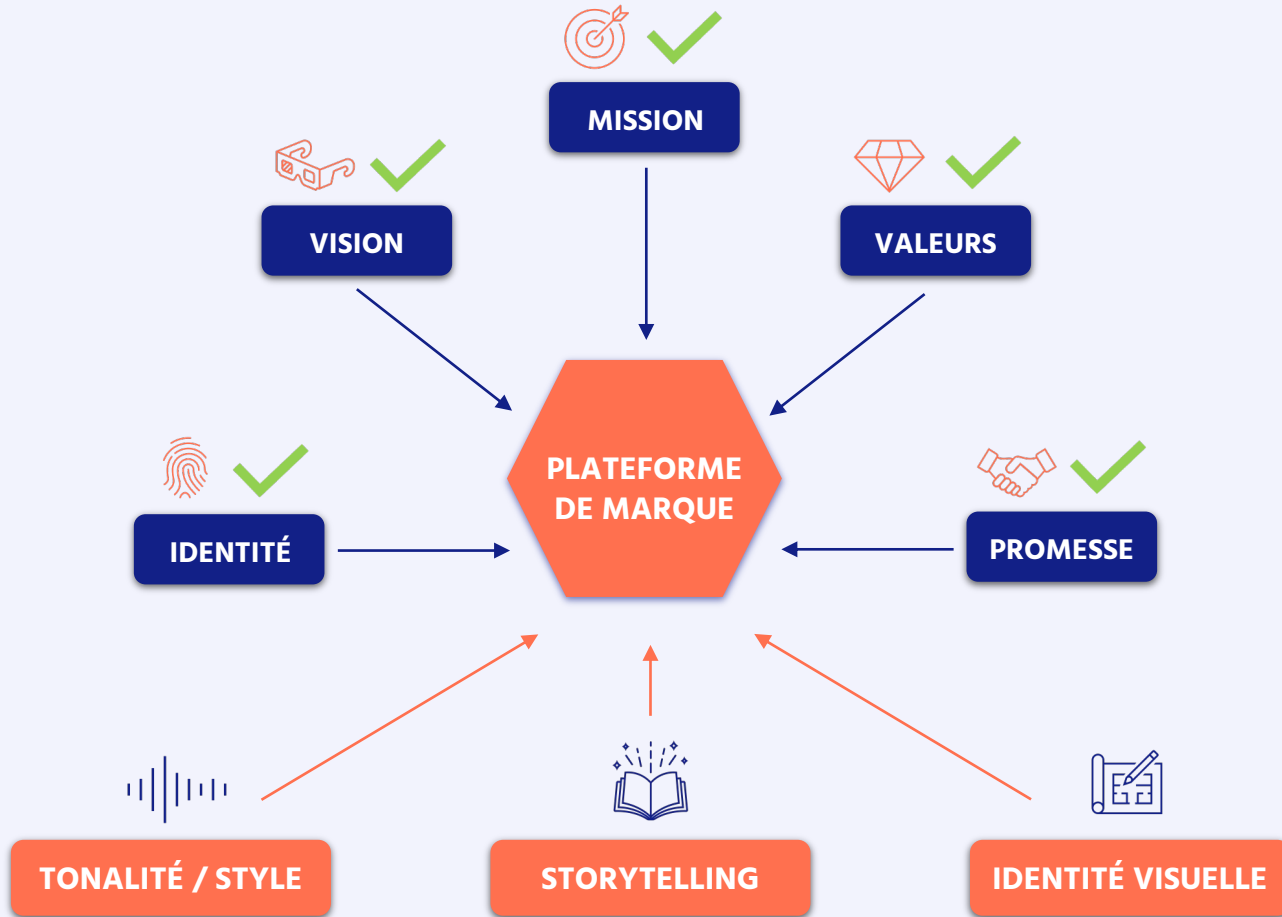 MISSION
VISION
VALEURS
PLATEFORME
DE MARQUE
IDENTITÉ
PROMESSE
TONALITÉ / STYLE
STORYTELLING
IDENTITÉ VISUELLE